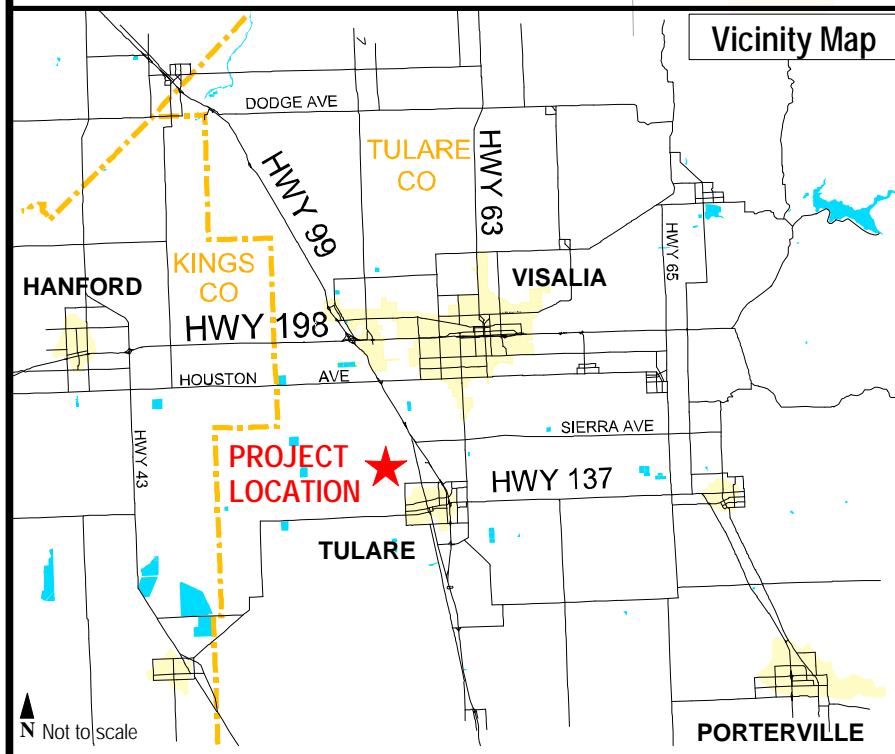 Vicinity Map
DODGE AVE
TULARE
CO
HWY 63
HWY 99
HWY 65
KINGS
CO
HANFORD
VISALIA
HWY 198
HOUSTON AVE
HWY 43
SIERRA AVE
PROJECT
LOCATION
HWY 137
TULARE
N Not to scale
PORTERVILLE